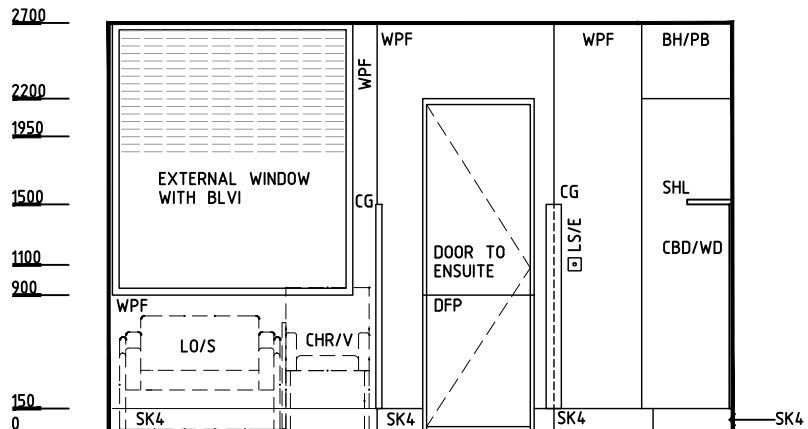 2700
WPF
WPF
WPF
BH/PB
2200
1950
EXTERNAL WINDOW
WITH BLVI
1500
CG
CG
SHL
LS/E
DOOR TO
ENSUITE
CBD/WD
1100
900
WPF
DFP
LO/S
CHR/V
150
SK4
SK4
SK4
SK4
0